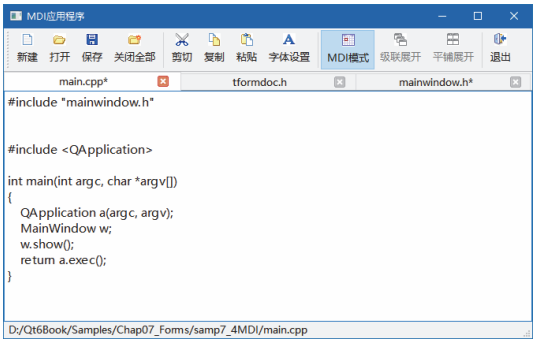 MDI应用程序
新建 打开 保存 关闭全部 剪切 复制 粘贴 字体设置 MDI模式 级联展开 平铺展开 退出
main.cpp* tformdoc.h mainwindow.h*
#include "mainwindow.h"
#include <QApplication>
int main(int argc, char *argv[])
{
QApplication a(argc, argv);
MainWindow w;
w.show();
return a.exec();
}
D:/Qt6Book/Samples/Chap07_Forms/samp7_4MDI/main.cpp